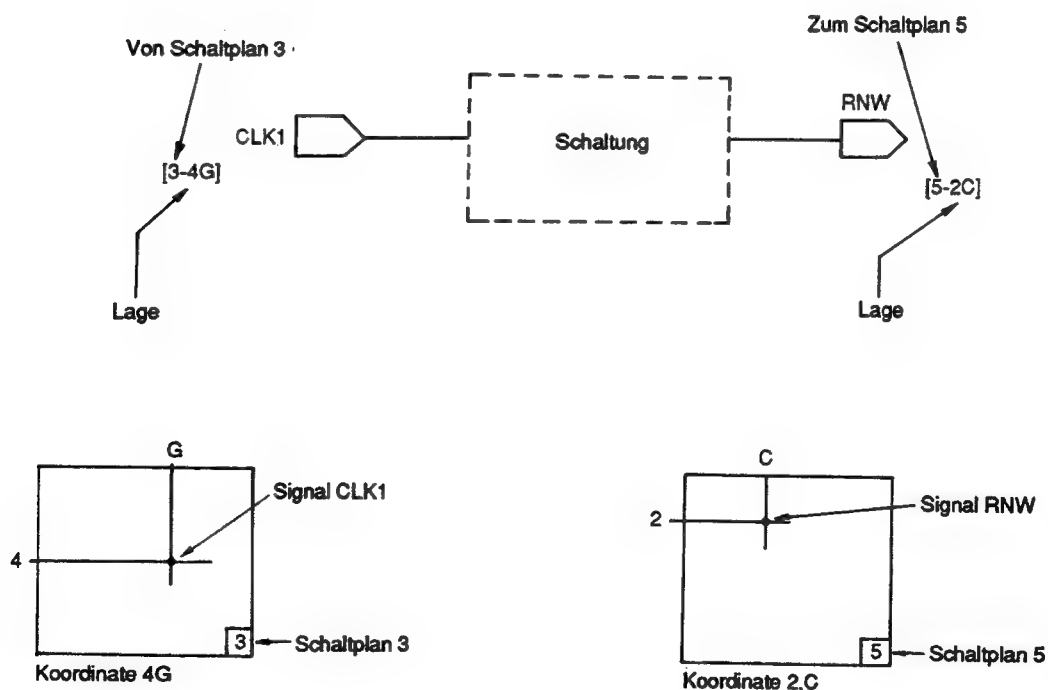 Von Schaltplan 3
Zum Schaltplan 5
CLK1
Schaltung
RNW
[3-4G]
[5-2C]
Lage
Lage
G
C
Signal CLK1
Signal RNW
4
2
3
Schaltplan 3
5
Schaltplan 5
Koordinate 4G
Koordinate 2,C